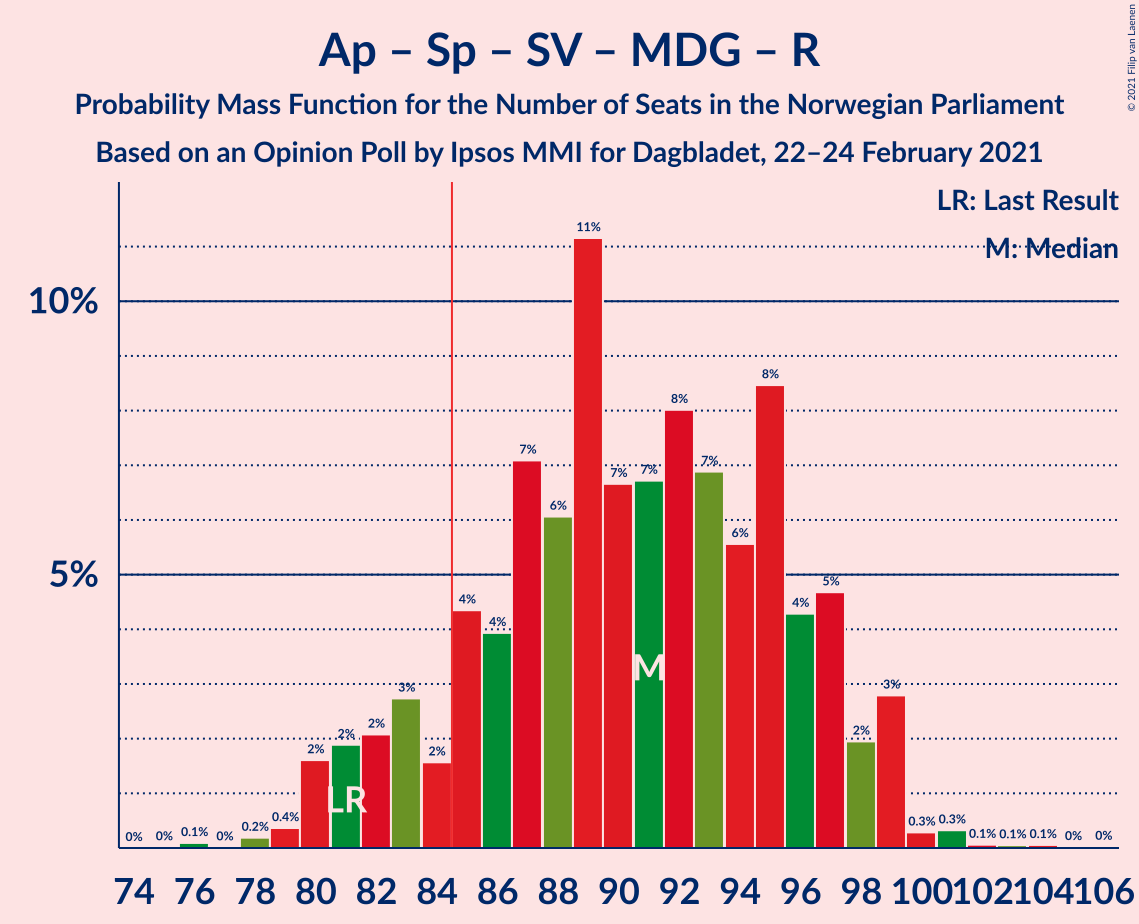 Ap – Sp – SV – MDG – R
Probability Mass Function for the Number of Seats in the Norwegian Parliament
Based on an Opinion Poll by Ipsos MMI for Dagbladet, 22–24 February 2021
© 2021 Filip van Laenen
LR: Last Result
M: Median
10%
5%
0% 0% 0.1% 0% 0.2% 0.4% 2% 2% 2% 3% 2% 4% 4% 7% 6% 11% 7% 7% 8% 7% 6% 8% 4% 5% 2% 3% 0.3% 0.3% 0.1% 0.1% 0.1% 0% 0%
LR
M
74 76 78 80 82 84 86 88 90 92 94 96 98 100 102 104 106